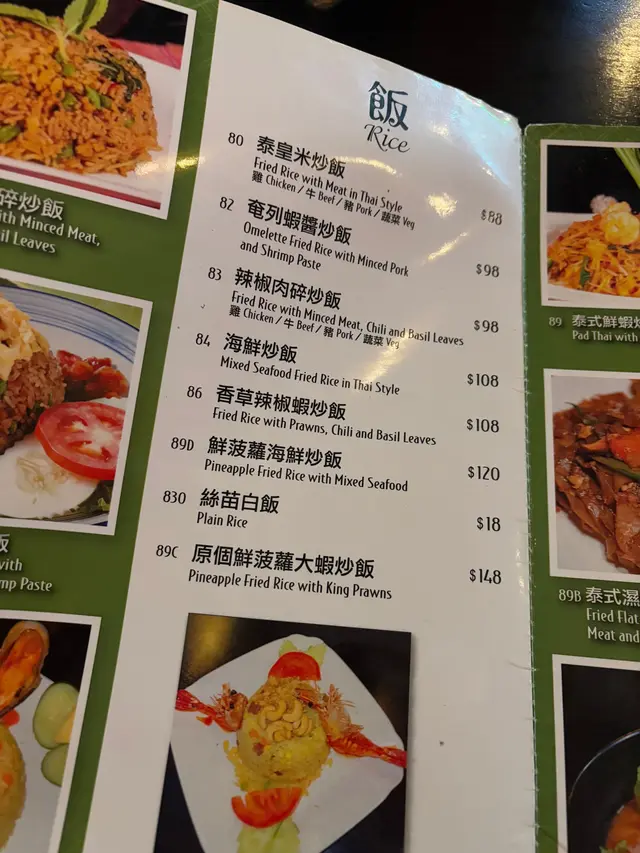 飯
Rice
80 泰皇米炒飯
Fried Rice with Meat in Thai Style
雞 Chicken / 牛 Beef / 豬 Pork / 蔬菜 Veg $88
82 奄列蝦醬炒飯
Omelette Fried Rice with Minced Pork
and Shrimp Paste $98
83 辣椒肉碎炒飯
Fried Rice with Minced Meat, Chili and Basil Leaves $98
雞 Chicken / 牛 Beef / 豬 Pork / 蔬菜 Veg
84 海鮮炒飯
Mixed Seafood Fried Rice in Thai Style $108
86 香草辣椒蝦炒飯
Fried Rice with Prawns, Chili and Basil Leaves $108
89D 鮮菠蘿海鮮炒飯
Pineapple Fried Rice with Mixed Seafood $120
830 絲苗白飯
Plain Rice $18
89C 原個鮮菠蘿大蝦炒飯
Pineapple Fried Rice with King Prawns $148
碎炒飯
ith Minced Meat,
il Leaves
飯
with
rimp Paste
89 泰式鮮蝦炒
Pad Thai with
89B 泰式濕
Fried Flat
Meat and